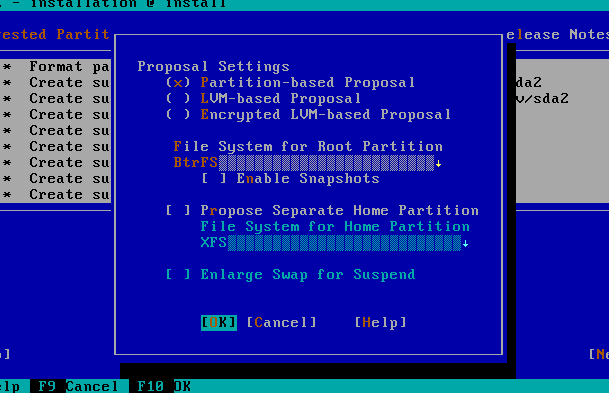 - installation @ install
ested Partit
elease Notes
Proposal Settings
(x) Partition-based Proposal
( ) LVM-based Proposal
( ) Encrypted LVM-based Proposal
File System for Root Partition
BtrFS
[ ] Enable Snapshots
[ ] Propose Separate Home Partition
File System for Home Partition
XFS
[ ] Enlarge Swap for Suspend
[OK] [Cancel] [Help]
* Format pa
* Create su
* Create su
* Create su
* Create su
* Create su
* Create su
* Create su
* Create su
da2
v/sda2
]
[Ne
elp F9 Cancel F10 OK